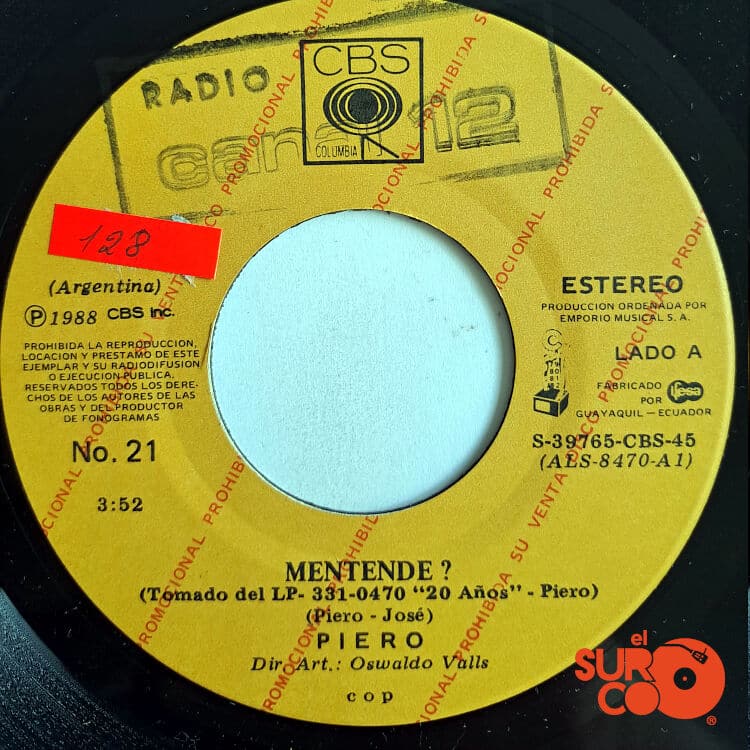 CBS
COLUMBIA
RADIO
canal 12
128
(Argentina)
Ⓟ 1988 CBS Inc.
PROHIBIDA LA REPRODUCCION,
LOCACION Y PRESTAMO DE ESTE
EJEMPLAR Y SU RADIODIFUSION
O EJECUCION PUBLICA.
RESERVADOS TODOS LOS DERE-
CHOS DE LOS AUTORES DE LAS
OBRAS Y DEL PRODUCTOR
DE FONOGRAMAS
No. 21
3:52
ESTEREO
PRODUCCION ORDENADA POR
EMPORIO MUSICAL S.A.
LADO A
FABRICADO
POR
ifesa
GUAYAQUIL — ECUADOR
S-39765-CBS-45
(ALS-8470-A1)
PROMOCIONAL PROHIBIDA SU VENTA
MENTENDE ?
(Tomado del LP- 331-0470 "20 Años" - Piero)
(Piero - José)
PIERO
Dir. Art.: Oswaldo Valls
cop
el
SURCO
®